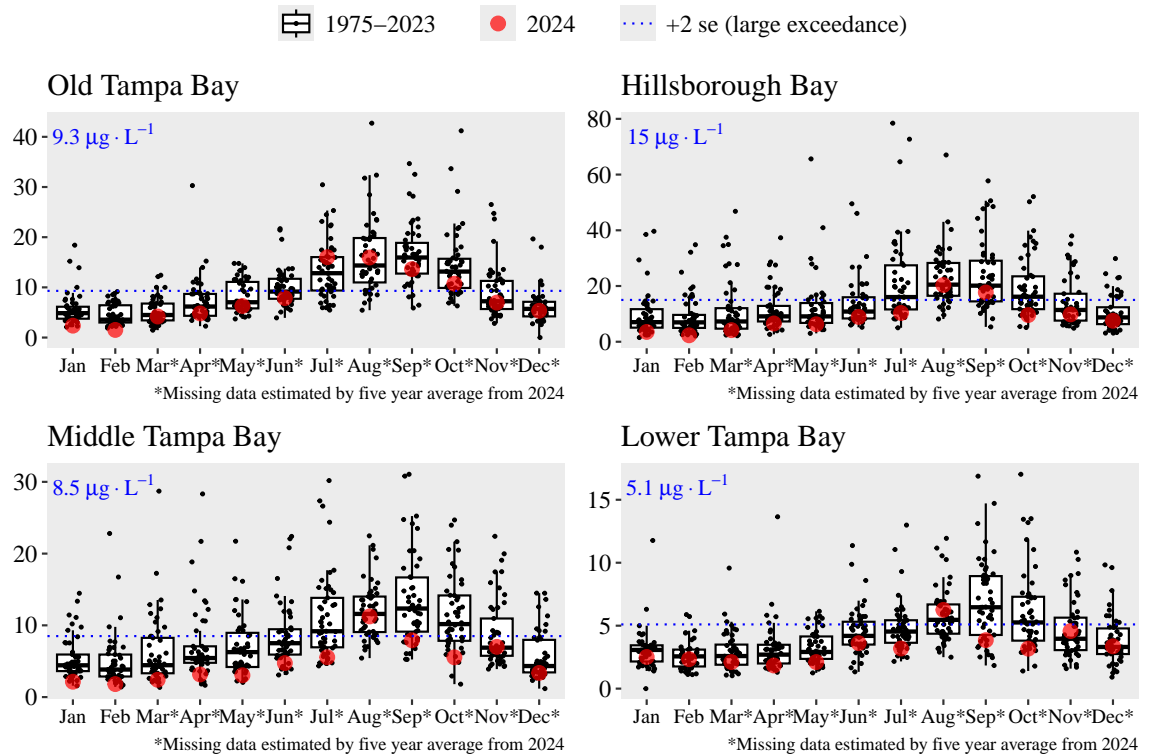 1975–2023 2024 +2 se (large exceedance)
Old Tampa Bay
9.3 µg · L⁻¹
40
30
20
10
0
Jan Feb Mar* Apr* May* Jun* Jul* Aug* Sep* Oct* Nov* Dec*
*Missing data estimated by five year average from 2024
Hillsborough Bay
15 µg · L⁻¹
80
60
40
20
0
Jan Feb Mar* Apr* May* Jun* Jul* Aug* Sep* Oct* Nov* Dec*
*Missing data estimated by five year average from 2024
Middle Tampa Bay
8.5 µg · L⁻¹
30
20
10
0
Jan Feb Mar* Apr* May* Jun* Jul* Aug* Sep* Oct* Nov* Dec*
*Missing data estimated by five year average from 2024
Lower Tampa Bay
5.1 µg · L⁻¹
15
10
5
0
Jan Feb Mar* Apr* May* Jun* Jul* Aug* Sep* Oct* Nov* Dec*
*Missing data estimated by five year average from 2024